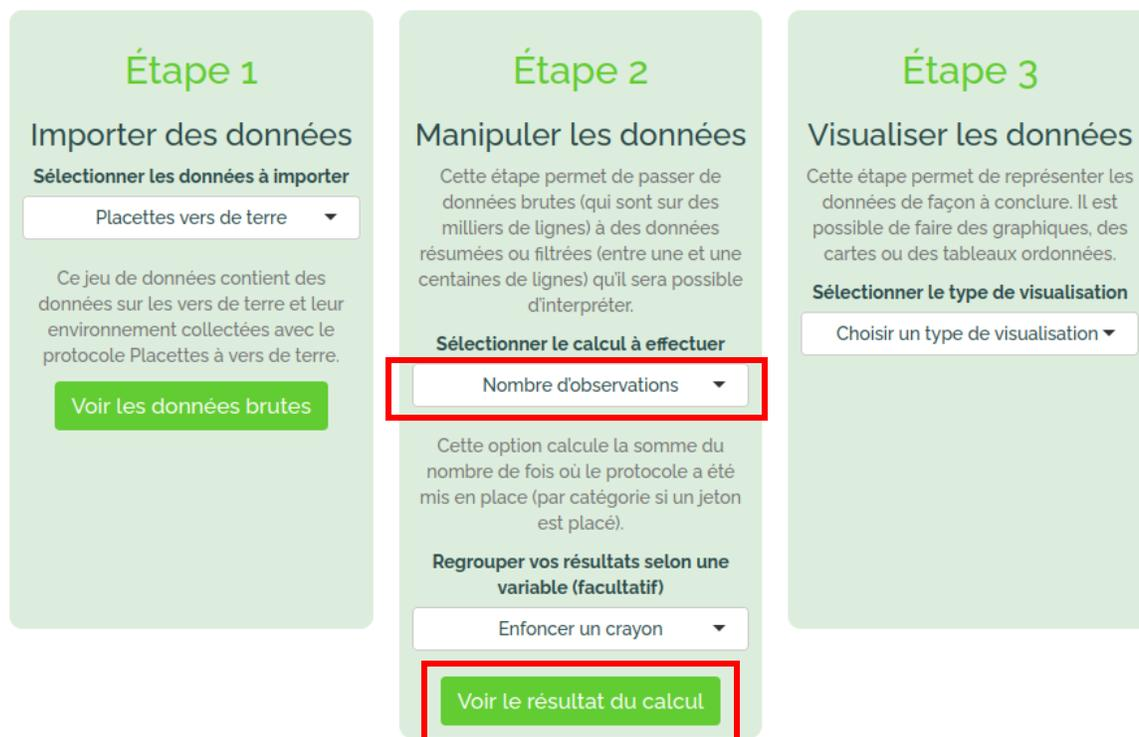 Étape 1
Importer des données
Sélectionner les données à importer
Placettes vers de terre
Ce jeu de données contient des
données sur les vers de terre et leur
environnement collectées avec le
protocole Placettes à vers de terre.
Voir les données brutes
Étape 2
Manipuler les données
Cette étape permet de passer de
données brutes (qui sont sur des
milliers de lignes) à des données
résumées ou filtrées (entre une et une
centaines de lignes) qu'il sera possible
d'interpréter.
Sélectionner le calcul à effectuer
Nombre d'observations
Cette option calcule la somme du
nombre de fois où le protocole a été
mis en place (par catégorie si un jeton
est placé).
Regrouper vos résultats selon une
variable (facultatif)
Enfoncer un crayon
Voir le résultat du calcul
Étape 3
Visualiser les données
Cette étape permet de représenter les
données de façon à conclure. Il est
possible de faire des graphiques, des
cartes ou des tableaux ordonnées.
Sélectionner le type de visualisation
Choisir un type de visualisation